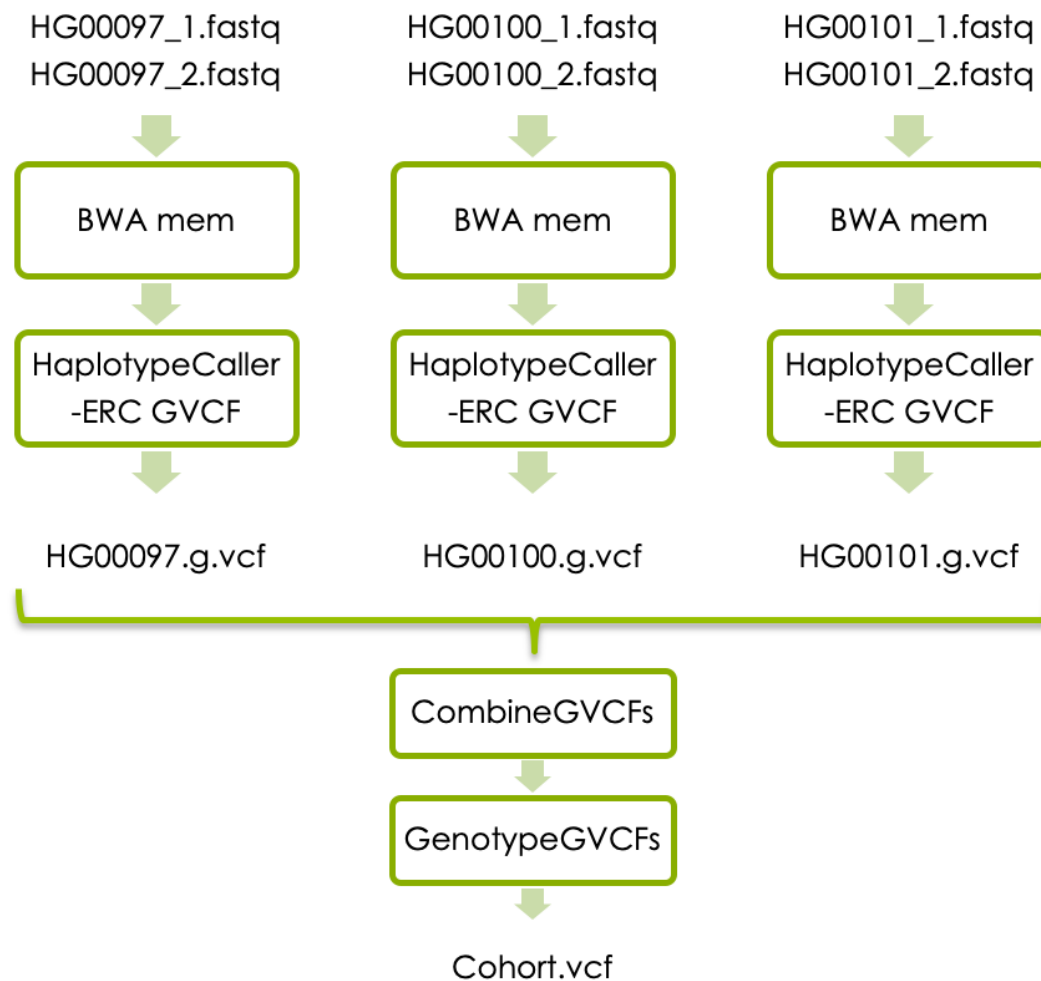 HG00097_1.fastq
HG00097_2.fastq
HG00100_1.fastq
HG00100_2.fastq
HG00101_1.fastq
HG00101_2.fastq
BWA mem
BWA mem
BWA mem
HaplotypeCaller
-ERC GVCF
HaplotypeCaller
-ERC GVCF
HaplotypeCaller
-ERC GVCF
HG00097.g.vcf
HG00100.g.vcf
HG00101.g.vcf
CombineGVCFs
GenotypeGVCFs
Cohort.vcf